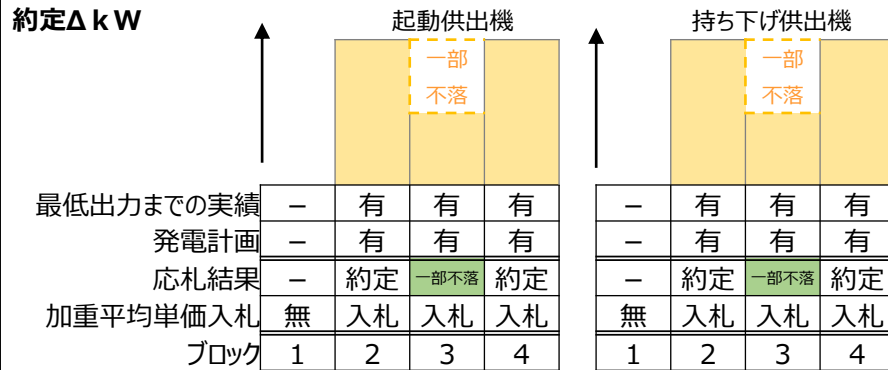 約定ΔｋＷ
起動供出機
持ち下げ供出機
一部
不落
一部
不落
最低出力までの実績 － 有 有 有 － 有 有 有
発電計画 － 有 有 有 － 有 有 有
応札結果 － 約定 一部不落 約定 － 約定 一部不落 約定
加重平均単価入札 無 入札 入札 入札 無 入札 入札 入札
ブロック 1 2 3 4 1 2 3 4